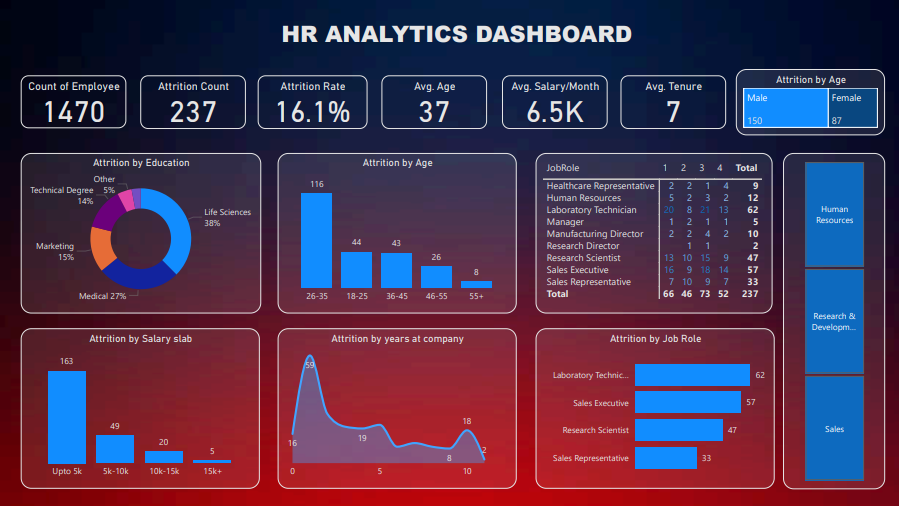 HR ANALYTICS DASHBOARD
Count of Employee
1470
Attrition Count
237
Attrition Rate
16.1%
Avg. Age
37
Avg. Salary/Month
6.5K
Avg. Tenure
7
Attrition by Age
Male
150
Female
87
Attrition by Education
Other
5%
Technical Degree
14%
Life Sciences
38%
Marketing
15%
Medical 27%
Attrition by Age
116
44
43
26
8
26-35 18-25 36-45 46-55 55+
JobRole 1 2 3 4 Total
Healthcare Representative 2 2 1 4 9
Human Resources 5 2 3 2 12
Laboratory Technician 20 8 21 13 62
Manager 1 2 1 1 5
Manufacturing Director 2 2 4 2 10
Research Director 1 1 2
Research Scientist 13 10 15 9 47
Sales Executive 16 9 18 14 57
Sales Representative 7 10 9 7 33
Total 66 46 73 52 237
Human
Resources
Research &
Developm...
Sales
Attrition by Salary slab
163
49
20
5
Upto 5k 5k-10k 10k-15k 15k+
Attrition by years at company
59
16
19
18
8
2
0 5 10
Attrition by Job Role
Laboratory Technic... 62
Sales Executive 57
Research Scientist 47
Sales Representative 33